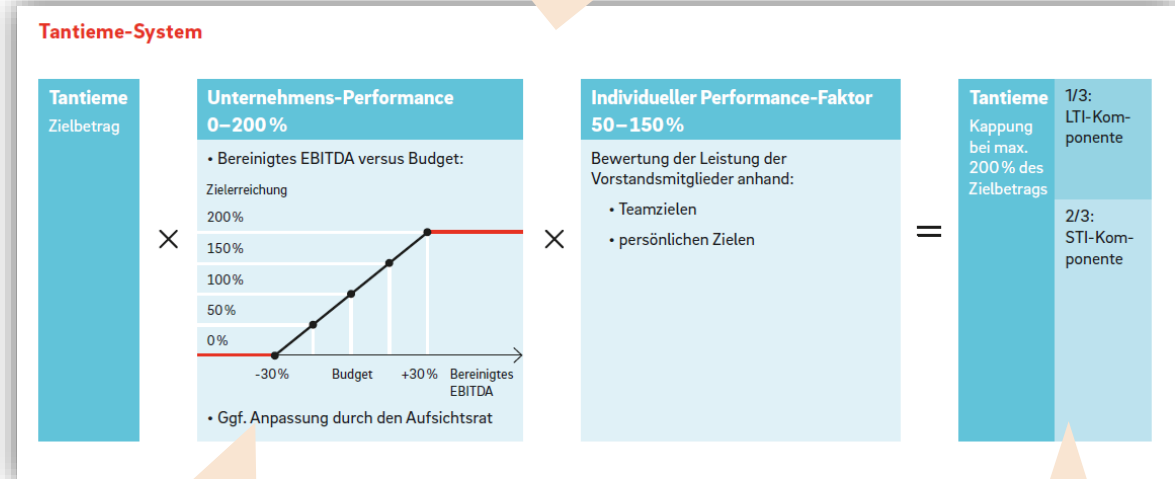 Tantieme-System
Tantieme
Zielbetrag
×
Unternehmens-Performance
0–200 %
• Bereinigtes EBITDA versus Budget:
Zielerreichung
200 %
150 %
100 %
50 %
0 %
-30 %
Budget
+30 %
Bereinigtes
EBITDA
• Ggf. Anpassung durch den Aufsichtsrat
×
Individueller Performance-Faktor
50–150 %
Bewertung der Leistung der
Vorstandsmitglieder anhand:
• Teamzielen
• persönlichen Zielen
=
Tantieme
Kappung
bei max.
200 % des
Zielbetrags
1/3:
LTI-Kom-
ponente
2/3:
STI-Kom-
ponente